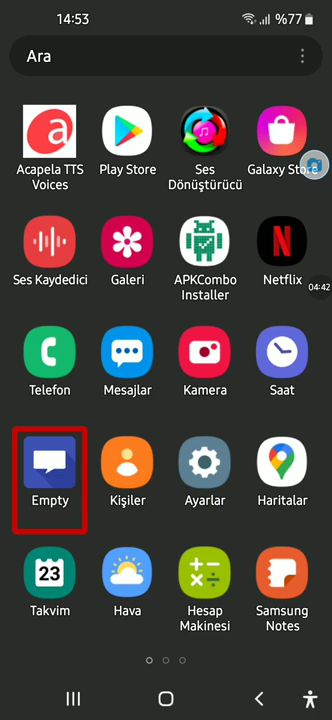 14:53
%77
Ara
a
Acapela TTS
Voices
Play Store
Ses
Dönüştürücü
Galaxy Store
Ses Kaydedici
Galeri
APKCombo
Installer
N
Netflix
04:42
Telefon
Mesajlar
Kamera
Saat
Empty
Kişiler
Ayarlar
Haritalar
23
Takvim
Hava
Hesap
Makinesi
Samsung
Notes